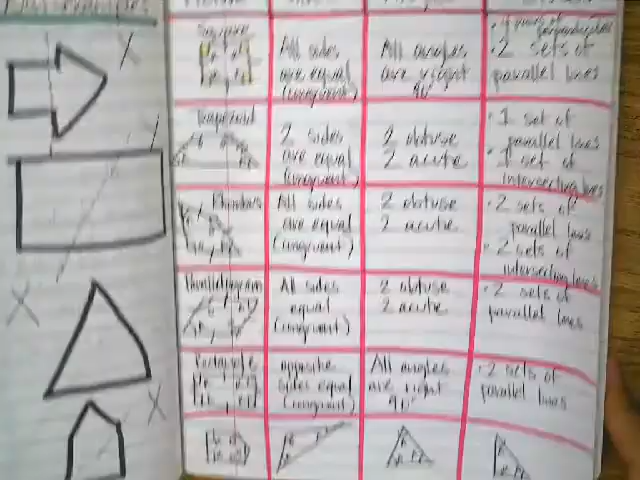 Square
All sides
are equal
(congruent)
All angles
are right
90°
2 sets of
parallel lines
Trapezoid
2 sides
are equal
(congruent)
2 obtuse
2 acute
1 set of
parallel lines
1 set of
intersecting lines
Rhombus
All sides
are equal
(congruent)
2 obtuse
2 acute
2 sets of
parallel lines
2 sets of
intersecting lines
Parallelogram
All sides
equal
(congruent)
2 obtuse
2 acute
2 sets of
parallel lines
Rectangle
opposite
sides equal
(congruent)
All angles
are right
90°
2 sets of
parallel lines